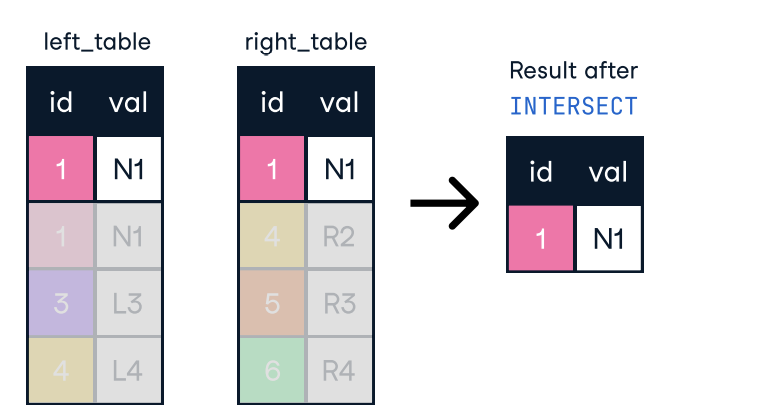 left_table
id val
1 N1
1 N1
3 L3
4 L4
right_table
id val
1 N1
4 R2
5 R3
6 R4
Result after
INTERSECT
id val
1 N1